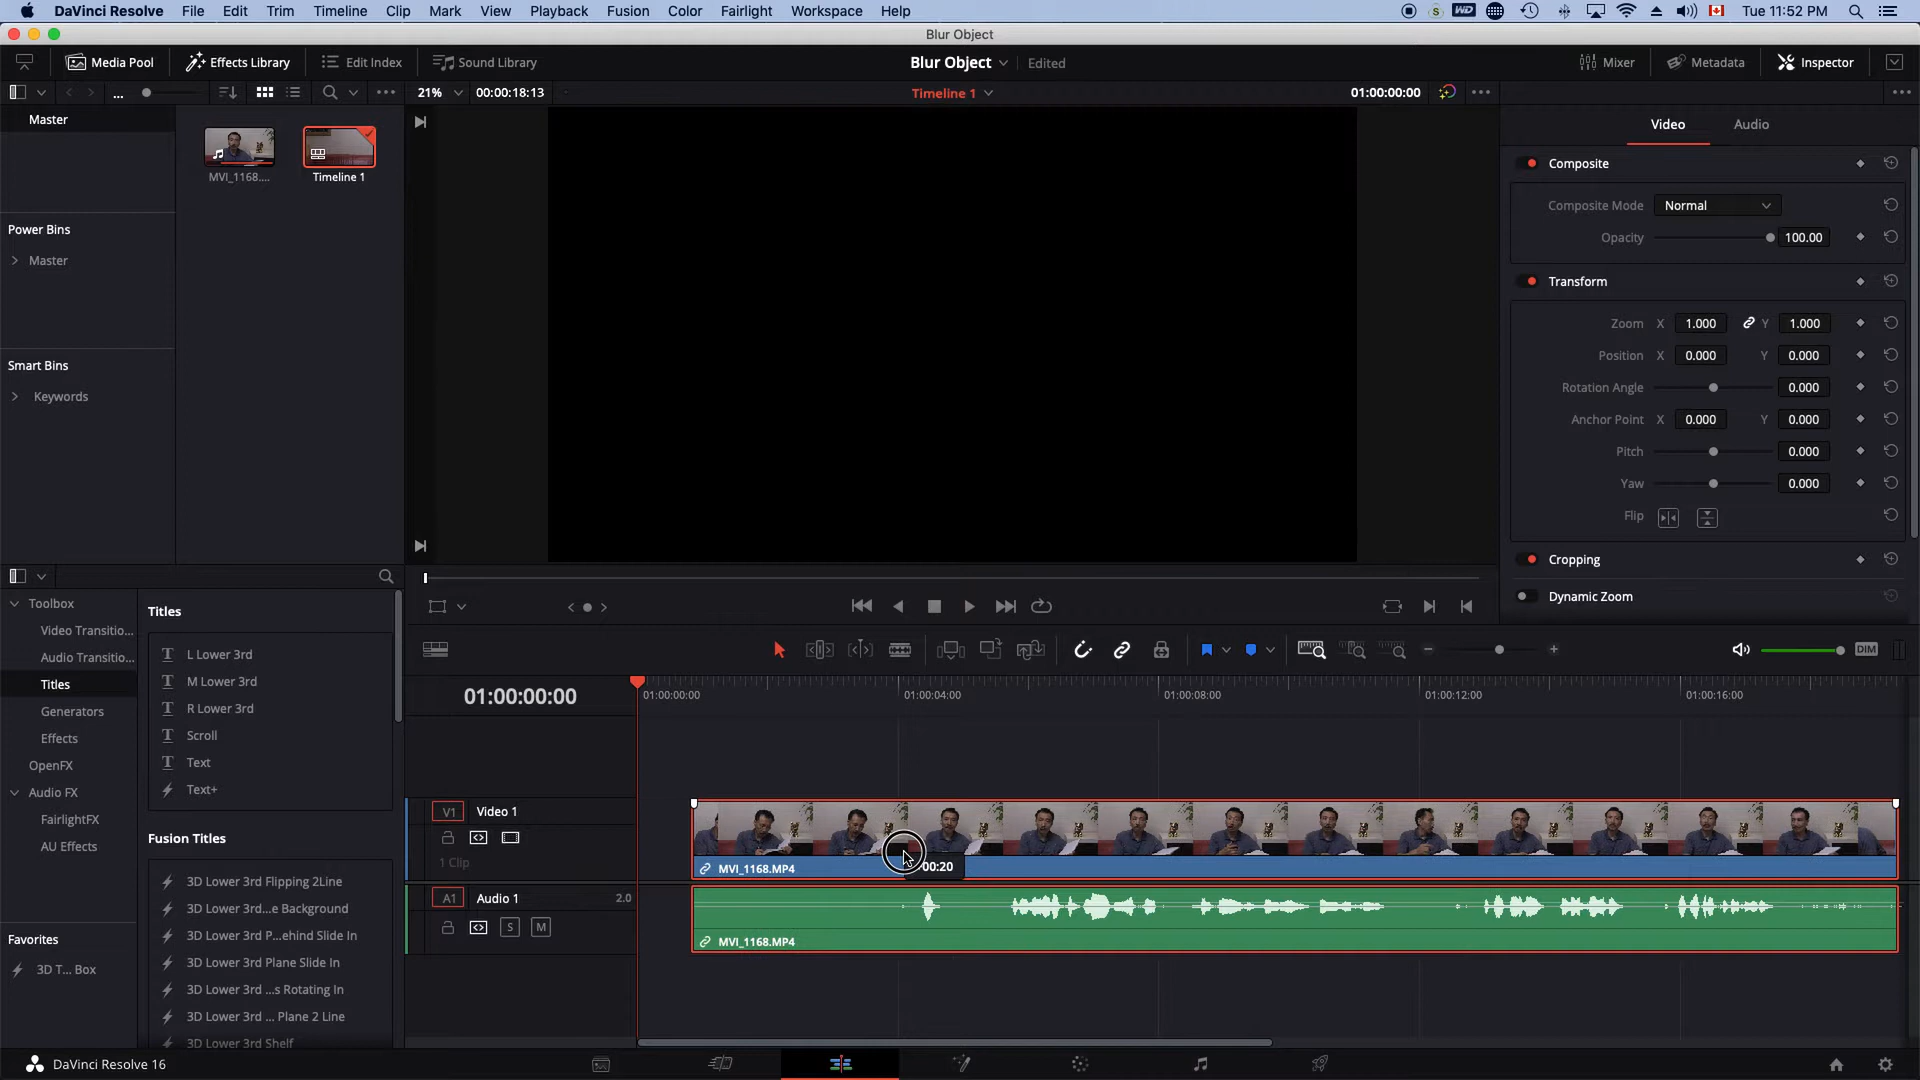 DaVinci Resolve File Edit Trim Timeline Clip Mark View Playback Fusion Color Fairlight Workspace Help WD Tue 11:52 PM
Blur Object
Media Pool Effects Library Edit Index Sound Library Blur Object Edited Mixer Metadata Inspector
... 21% 00:00:18:13 Timeline 1 01:00:00:00
Master
MVI_1168.... Timeline 1
Power Bins
Master
Smart Bins
Keywords
Video Audio
Composite
Composite Mode Normal
Opacity 100.00
Transform
Zoom X 1.000 Y 1.000
Position X 0.000 Y 0.000
Rotation Angle 0.000
Anchor Point X 0.000 Y 0.000
Pitch 0.000
Yaw 0.000
Flip
Cropping
Dynamic Zoom
Toolbox
Video Transitio...
Audio Transitio...
Titles
Generators
Effects
OpenFX
Audio FX
FairlightFX
AU Effects
Favorites
3D T... Box
Titles
L Lower 3rd
M Lower 3rd
R Lower 3rd
Scroll
Text
Text+
Fusion Titles
3D Lower 3rd Flipping 2Line
3D Lower 3rd...e Background
3D Lower 3rd P...ehind Slide In
3D Lower 3rd Plane Slide In
3D Lower 3rd ...s Rotating In
3D Lower 3rd ... Plane 2 Line
3D Lower 3rd Shelf
DIM
01:00:00:00 01:00:00:00 01:00:04:00 01:00:08:00 01:00:12:00 01:00:16:00
V1 Video 1
1 Clip
00:20
MVI_1168.MP4
A1 Audio 1 2.0
S M
MVI_1168.MP4
DaVinci Resolve 16